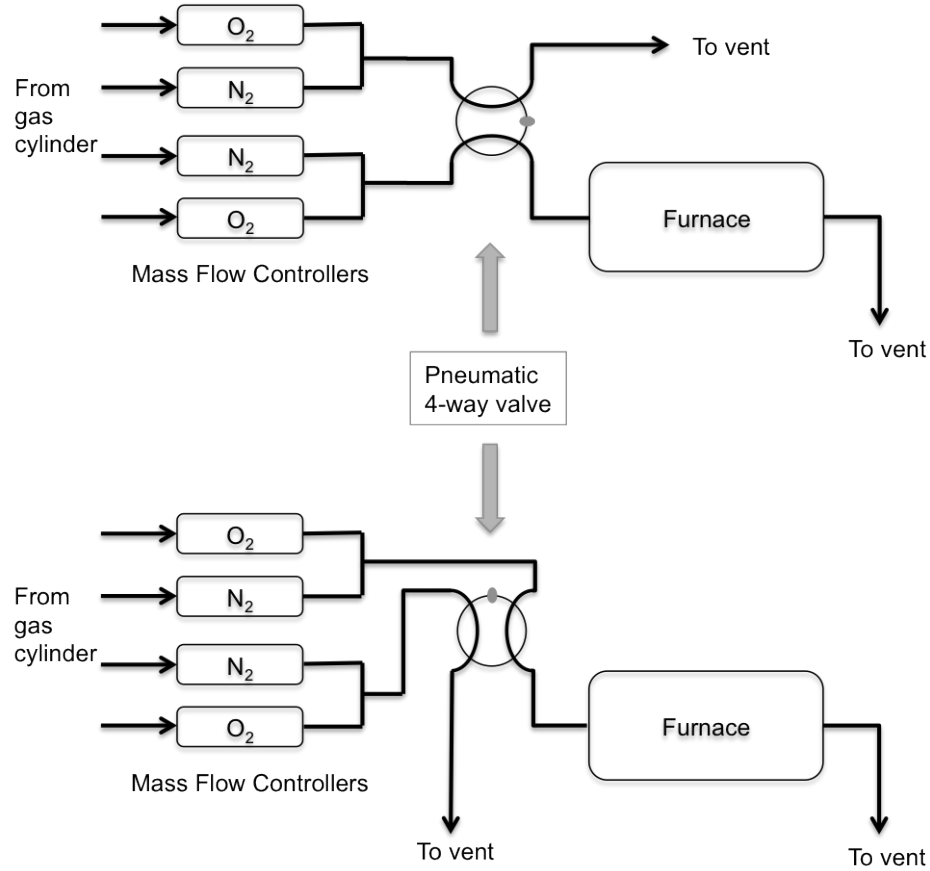 O2
To vent
N2
From
gas
cylinder
N2
O2
Furnace
Mass Flow Controllers
To vent
Pneumatic
4-way valve
O2
N2
From
gas
cylinder
N2
O2
Furnace
Mass Flow Controllers
To vent
To vent